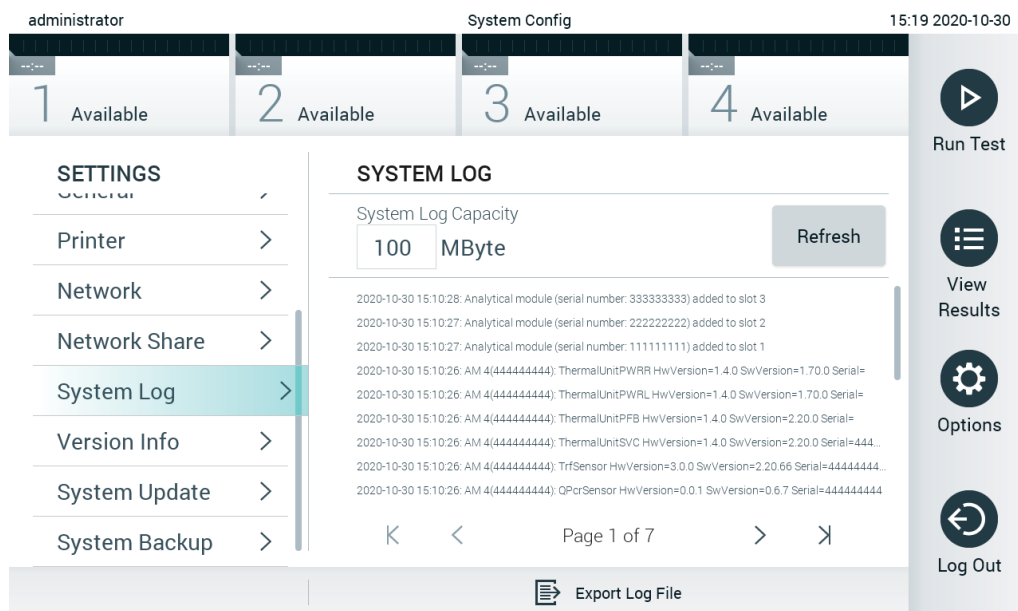 administrator
System Config
15:19 2020-10-30
--:--
1 Available
--:--
2 Available
--:--
3 Available
--:--
4 Available
Run Test
View
Results
Options
Log Out
SETTINGS
General
Printer
Network
Network Share
System Log
Version Info
System Update
System Backup
SYSTEM LOG
System Log Capacity
100 MByte
Refresh
2020-10-30 15:10:28: Analytical module (serial number: 333333333) added to slot 3
2020-10-30 15:10:27: Analytical module (serial number: 222222222) added to slot 2
2020-10-30 15:10:27: Analytical module (serial number: 111111111) added to slot 1
2020-10-30 15:10:26: AM 4(444444444): ThermalUnitPWRR HwVersion=1.4.0 SwVersion=1.70.0 Serial=
2020-10-30 15:10:26: AM 4(444444444): ThermalUnitPWRL HwVersion=1.4.0 SwVersion=1.70.0 Serial=
2020-10-30 15:10:26: AM 4(444444444): ThermalUnitPFB HwVersion=1.4.0 SwVersion=2.20.0 Serial=
2020-10-30 15:10:26: AM 4(444444444): ThermalUnitSVC HwVersion=1.4.0 SwVersion=2.20.0 Serial=444...
2020-10-30 15:10:26: AM 4(444444444): TrfSensor HwVersion=3.0.0 SwVersion=2.20.66 Serial=44444444...
2020-10-30 15:10:26: AM 4(444444444): QPcrSensor HwVersion=0.0.1 SwVersion=0.6.7 Serial=444444444
Page 1 of 7
Export Log File